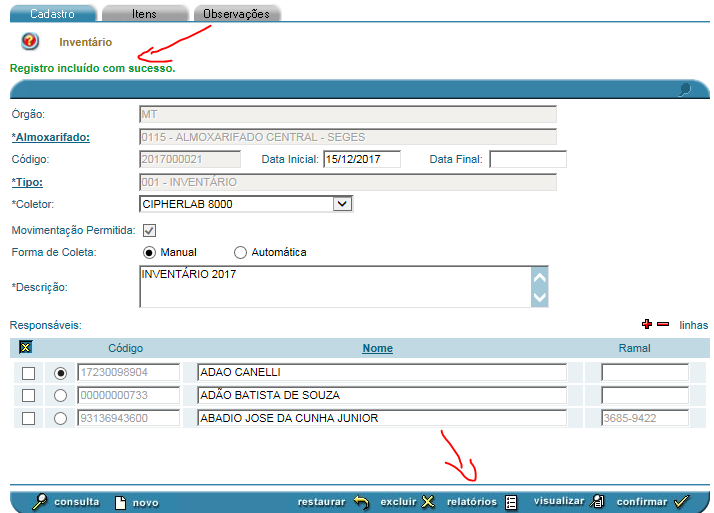 Cadastro Itens Observações
Inventário
Registro incluído com sucesso.
Órgão: MT
*Almoxarifado: 0115 - ALMOXARIFADO CENTRAL - SEGES
Código: 2017000021 Data Inicial: 15/12/2017 Data Final:
*Tipo: 001 - INVENTÁRIO
*Coletor: CIPHERLAB 8000
Movimentação Permitida:
Forma de Coleta: Manual Automática
*Descrição: INVENTÁRIO 2017
Responsáveis: linhas
Código Nome Ramal
17230098904 ADAO CANELLI
00000000733 ADÃO BATISTA DE SOUZA
93136943600 ABADIO JOSE DA CUNHA JUNIOR 3685-9422
consulta novo restaurar excluir relatórios visualizar confirmar